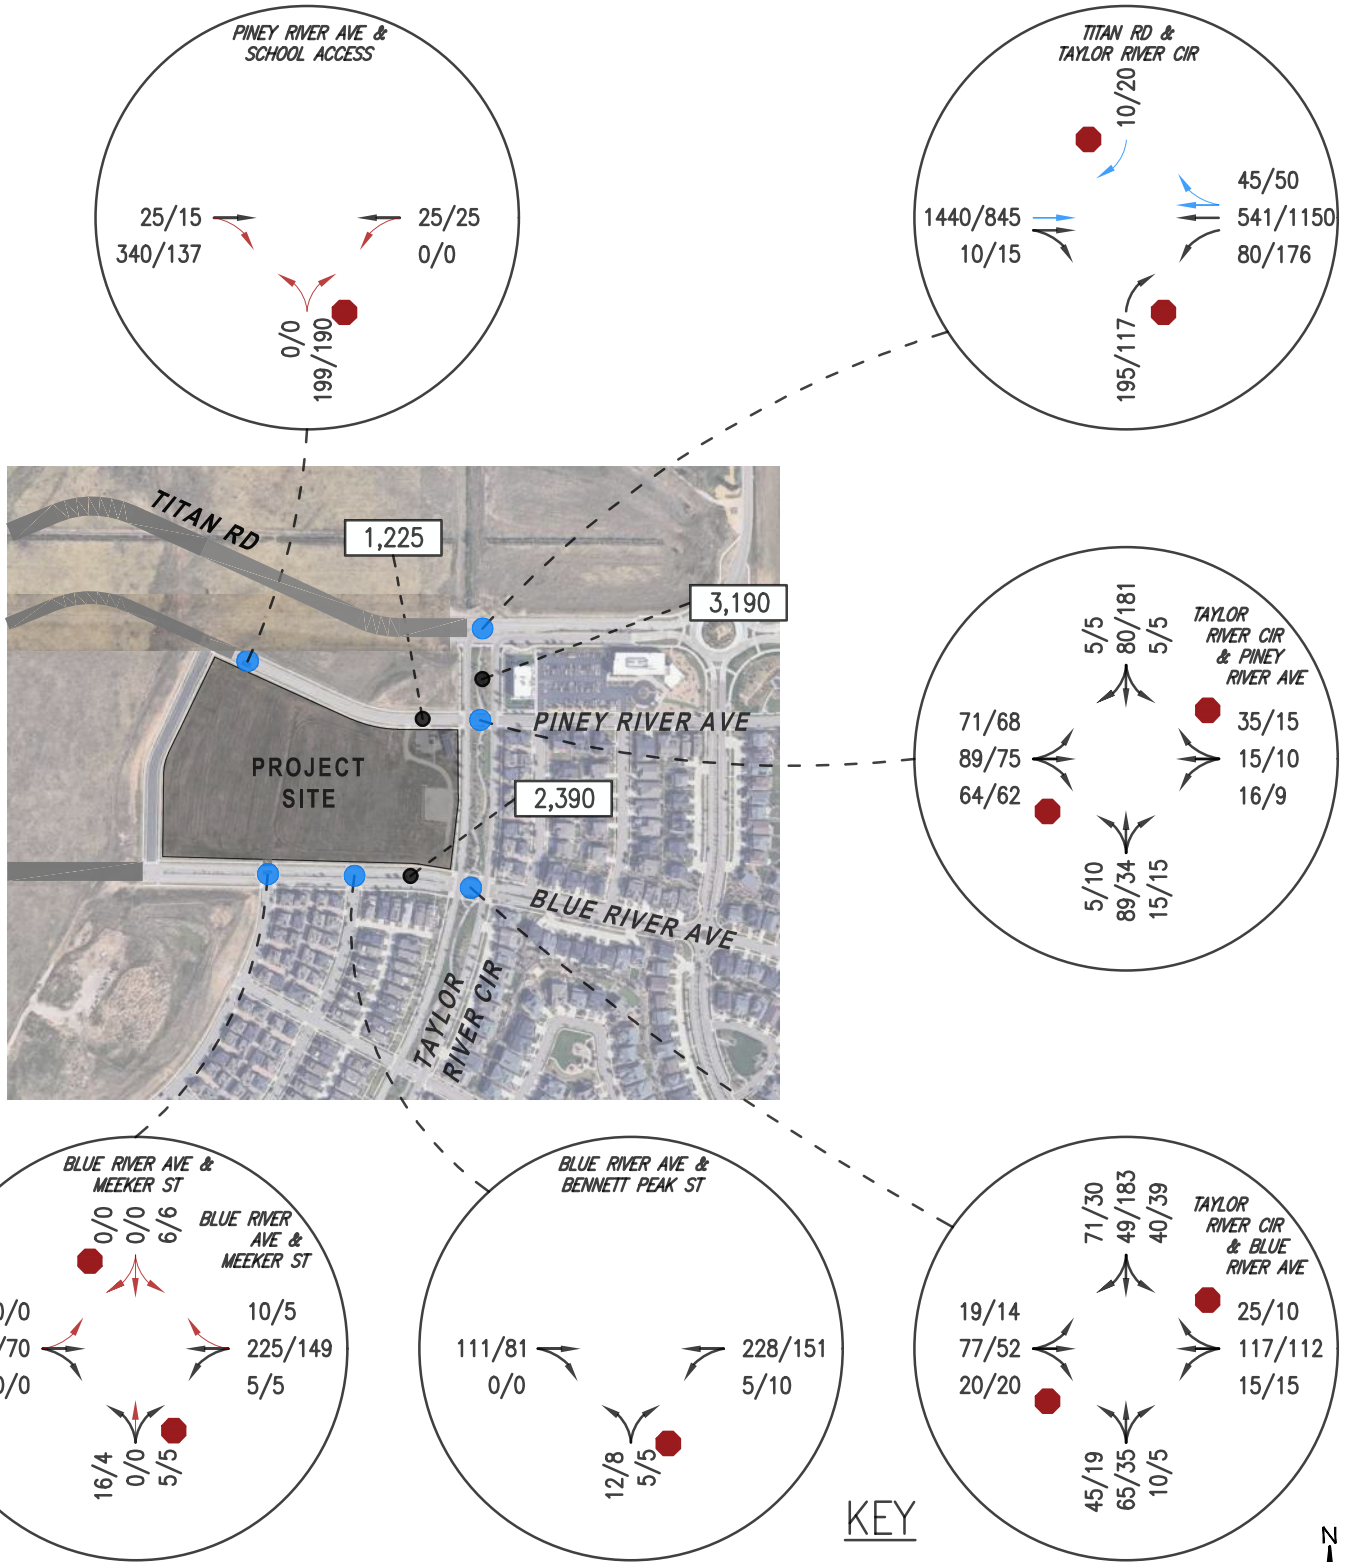 PINEY RIVER AVE &
SCHOOL ACCESS
25/15
340/137
25/25
0/0
0/0
199/190
TITAN RD &
TAYLOR RIVER CIR
10/20
1440/845
10/15
45/50
541/1150
80/176
195/117
TITAN RD
1,225
3,190
PINEY RIVER AVE
PROJECT
SITE
2,390
BLUE RIVER AVE
TAYLOR
RIVER CIR
TAYLOR
RIVER CIR
& PINEY
RIVER AVE
5/5
80/181
5/5
71/68
89/75
64/62
35/15
15/10
16/9
5/10
89/34
15/15
BLUE RIVER AVE &
MEEKER ST
0/0
0/0
6/6
BLUE RIVER
AVE &
MEEKER ST
0/0
/70
0/0
10/5
225/149
5/5
16/4
0/0
5/5
BLUE RIVER AVE &
BENNETT PEAK ST
111/81
0/0
228/151
5/10
12/8
5/5
TAYLOR
RIVER CIR
& BLUE
RIVER AVE
71/30
49/183
40/39
19/14
77/52
20/20
25/10
117/112
15/15
45/19
65/35
10/5
KEY
N